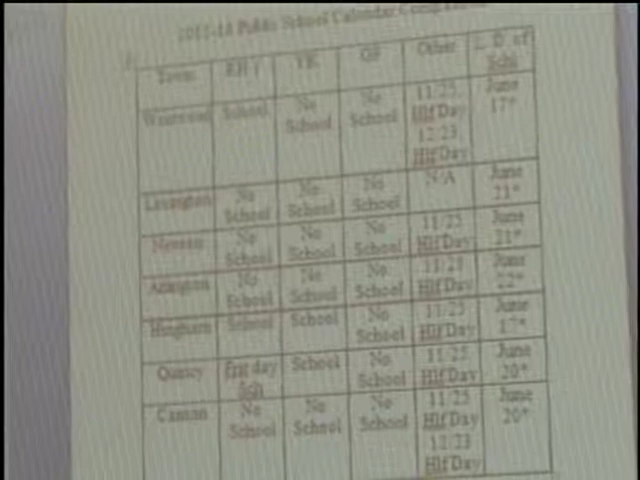 2015-16 Public School Calendar
Town RH 1 YK GF Other L. D. of Schl
Westwood School No School No School 11/25 Hlf Day 12/23 Hlf Day June 17*
Lexington No School No School No School N/A June 21*
No School No School No School 11/25 Hlf Day June 21*
Arlington No School No School No School 11/25 Hlf Day June 22*
Hingham School School No School 11/25 Hlf Day June 17*
Quincy First day School No School 11/25 Hlf Day June 20*
Canton No School No School No School 11/25 Hlf Day 12/23 Hlf Day June 20*